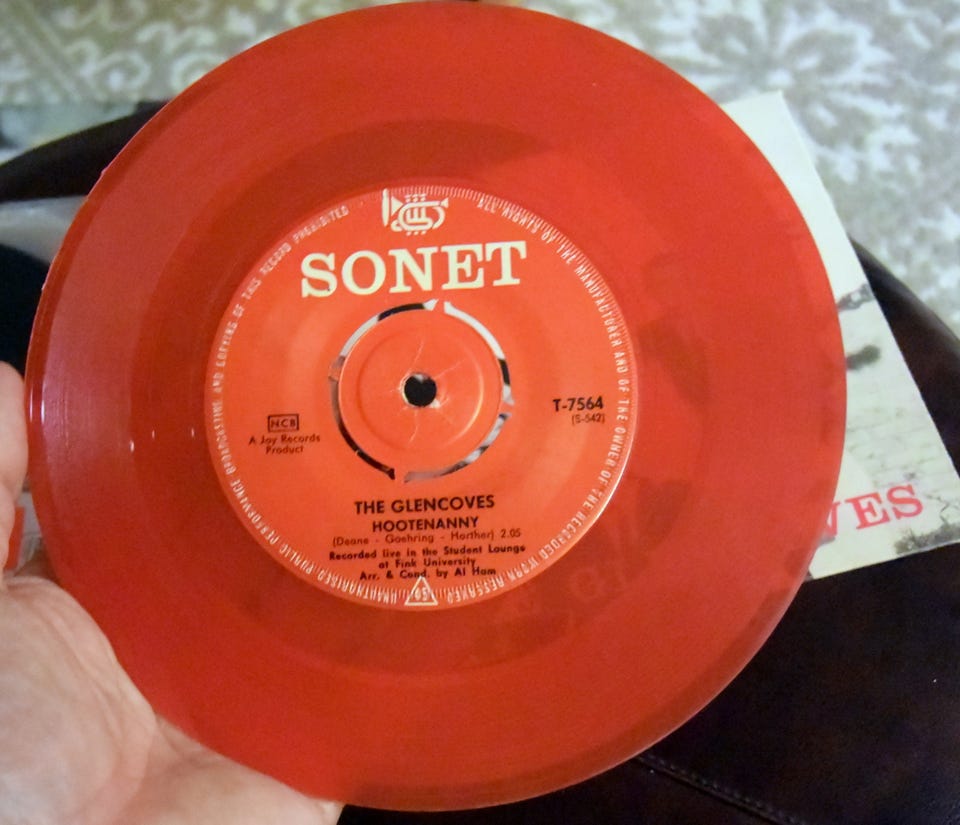 SONET
NCB
A Jay Records
Product
T-7564
(S-542)
THE GLENCOVES
HOOTENANNY
(Deane - Goehring - Horther) 2.05
Recorded live in the Student Lounge
at Fink University
Arr. & Cond. by Al Ham
ALL RIGHTS OF THE MANUFACTURER AND OF THE OWNER OF THE RECORDED WORK RESERVED
UNAUTHORISED PUBLIC PERFORMANCE BROADCASTING AND COPYING OF THIS RECORD PROHIBITED
VES